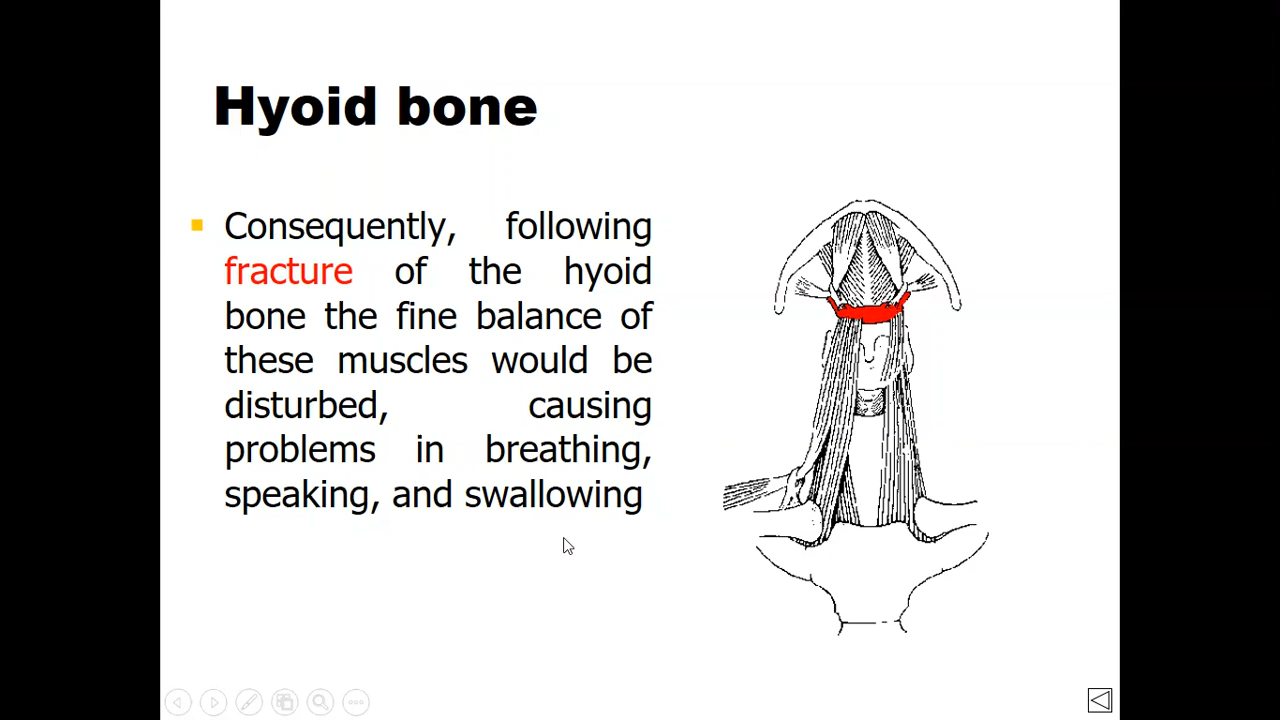 Hyoid bone
Consequently, following
fracture of the hyoid
bone the fine balance of
these muscles would be
disturbed, causing
problems in breathing,
speaking, and swallowing